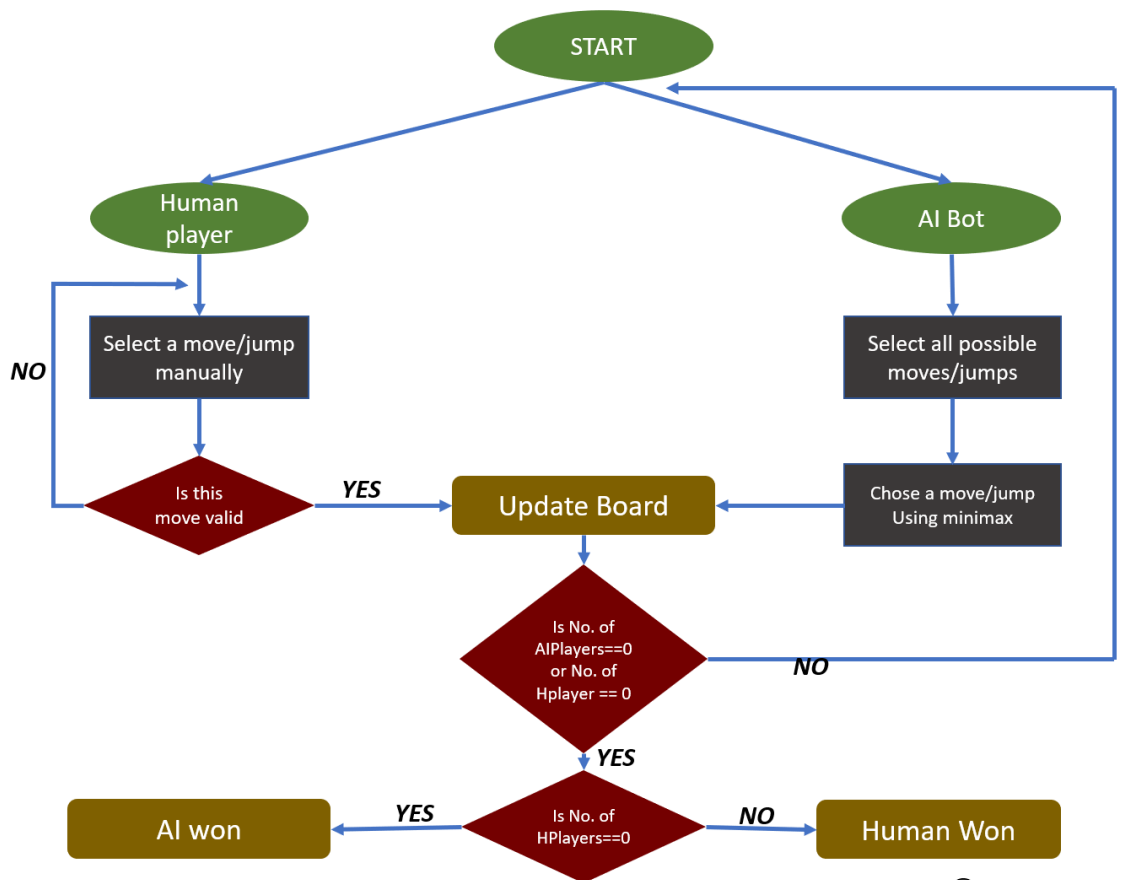 START
Human
player
AI Bot
Select a move/jump
manually
Select all possible
moves/jumps
NO
Is this
move valid
YES
Update Board
Chose a move/jump
Using minimax
Is No. of
AIPlayers==0
or No. of
Hplayer == 0
NO
YES
AI won
YES
Is No. of
HPlayers==0
NO
Human Won